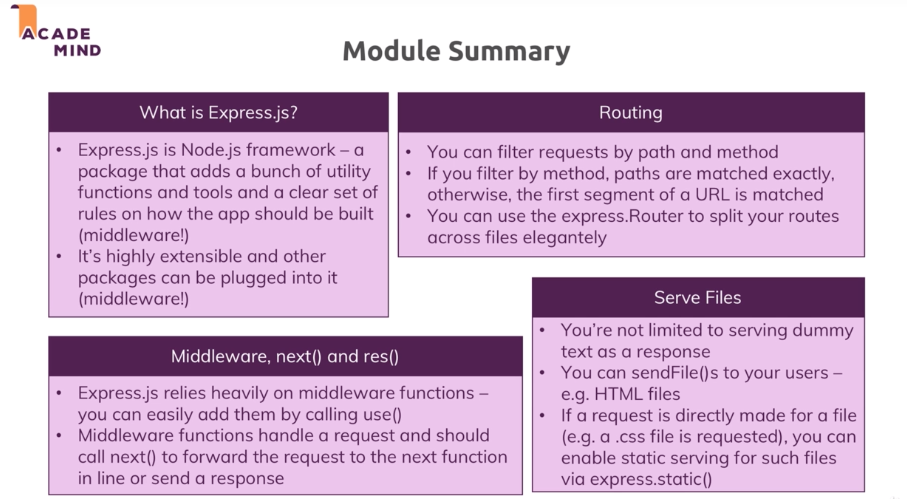 ACADE
MIND
Module Summary
What is Express.js?
• Express.js is Node.js framework – a
package that adds a bunch of utility
functions and tools and a clear set of
rules on how the app should be built
(middleware!)
• It's highly extensible and other
packages can be plugged into it
(middleware!)
Routing
• You can filter requests by path and method
• If you filter by method, paths are matched exactly,
otherwise, the first segment of a URL is matched
• You can use the express.Router to split your routes
across files elegantely
Middleware, next() and res()
• Express.js relies heavily on middleware functions –
you can easily add them by calling use()
• Middleware functions handle a request and should
call next() to forward the request to the next function
in line or send a response
Serve Files
• You're not limited to serving dummy
text as a response
• You can sendFile()s to your users –
e.g. HTML files
• If a request is directly made for a file
(e.g. a .css file is requested), you can
enable static serving for such files
via express.static()